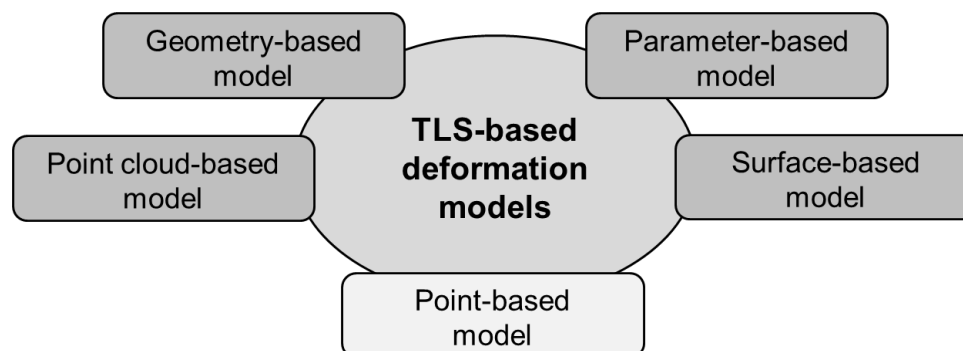 Geometry-based
model
Parameter-based
model
TLS-based
deformation
models
Point cloud-based
model
Surface-based
model
Point-based
model